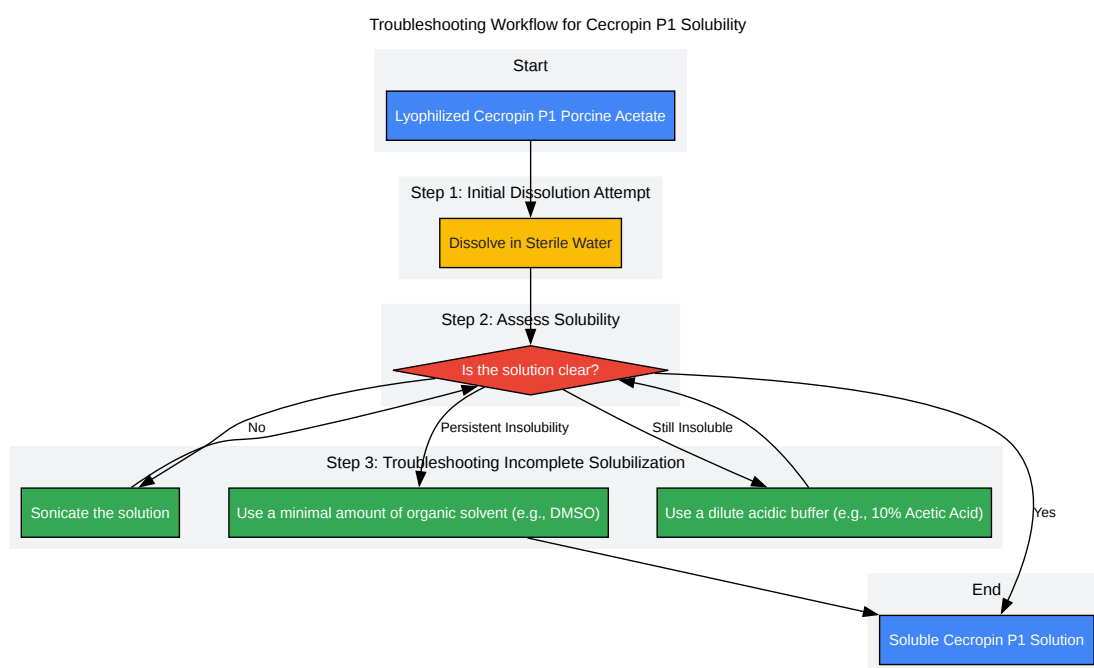 Troubleshooting Workflow for Cecropin P1 Solubility
Start
Lyophilized Cecropin P1 Porcine Acetate
Step 1: Initial Dissolution Attempt
Dissolve in Sterile Water
Step 2: Assess Solubility
Is the solution clear?
No
Persistent Insolubility
Still Insoluble
Step 3: Troubleshooting Incomplete Solubilization
Sonicate the solution
Use a minimal amount of organic solvent (e.g., DMSO)
Use a dilute acidic buffer (e.g., 10% Acetic Acid)
Yes
End
Soluble Cecropin P1 Solution